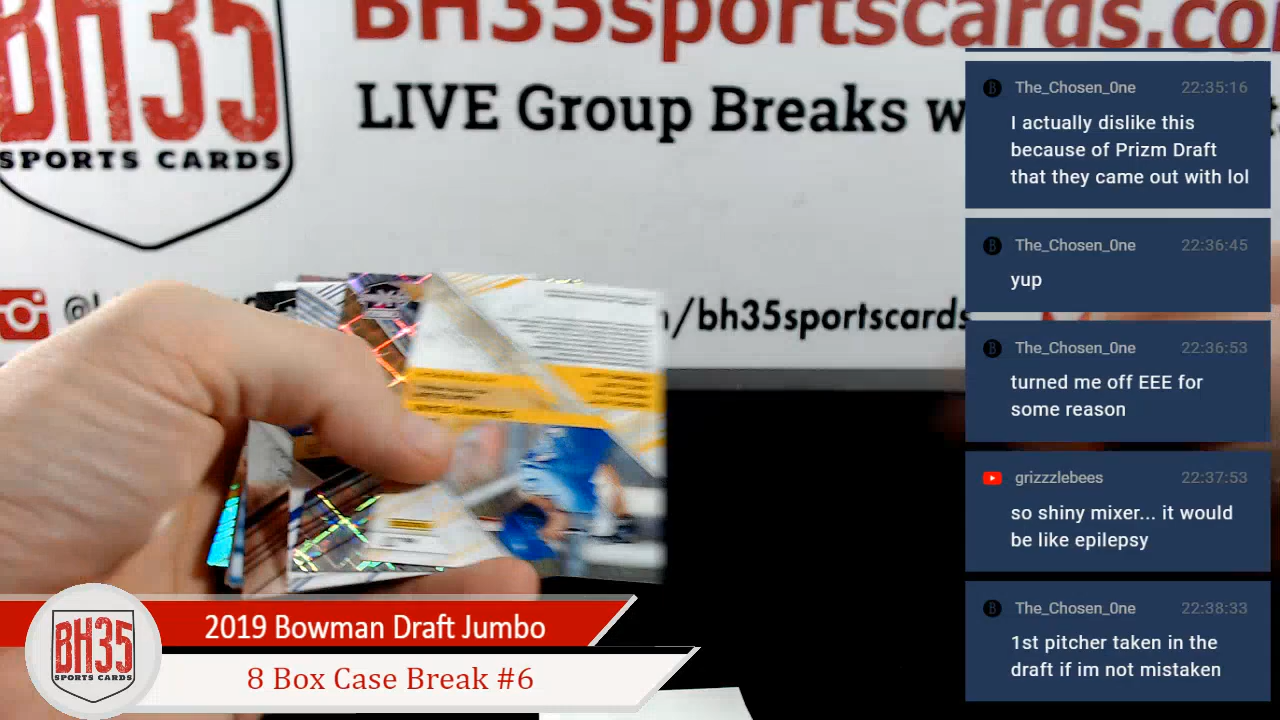 BH35
SPORTS CARDS
BH35sportscards.co
LIVE Group Breaks w
/bh35sportscards
The_Chosen_0ne 22:35:16
I actually dislike this
because of Prizm Draft
that they came out with lol
The_Chosen_0ne 22:36:45
yup
The_Chosen_0ne 22:36:53
turned me off EEE for
some reason
grizzzlebees 22:37:53
so shiny mixer... it would
be like epilepsy
The_Chosen_0ne 22:38:33
1st pitcher taken in the
draft if im not mistaken
BH35
SPORTS CARDS
2019 Bowman Draft Jumbo
8 Box Case Break #6